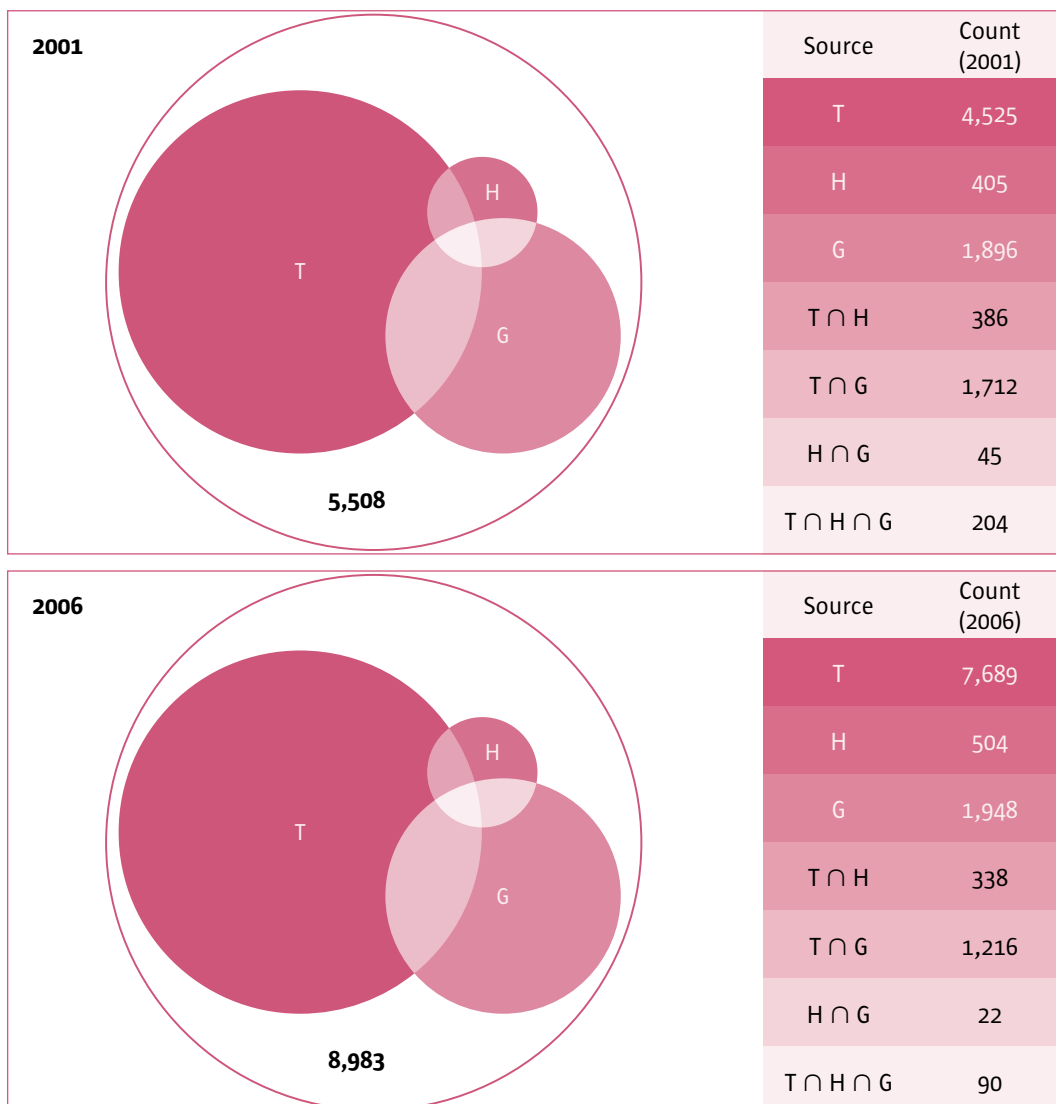 2001
H
T
G
5,508
Source Count (2001)
T 4,525
H 405
G 1,896
T ∩ H 386
T ∩ G 1,712
H ∩ G 45
T ∩ H ∩ G 204
2006
H
T
G
8,983
Source Count (2006)
T 7,689
H 504
G 1,948
T ∩ H 338
T ∩ G 1,216
H ∩ G 22
T ∩ H ∩ G 90